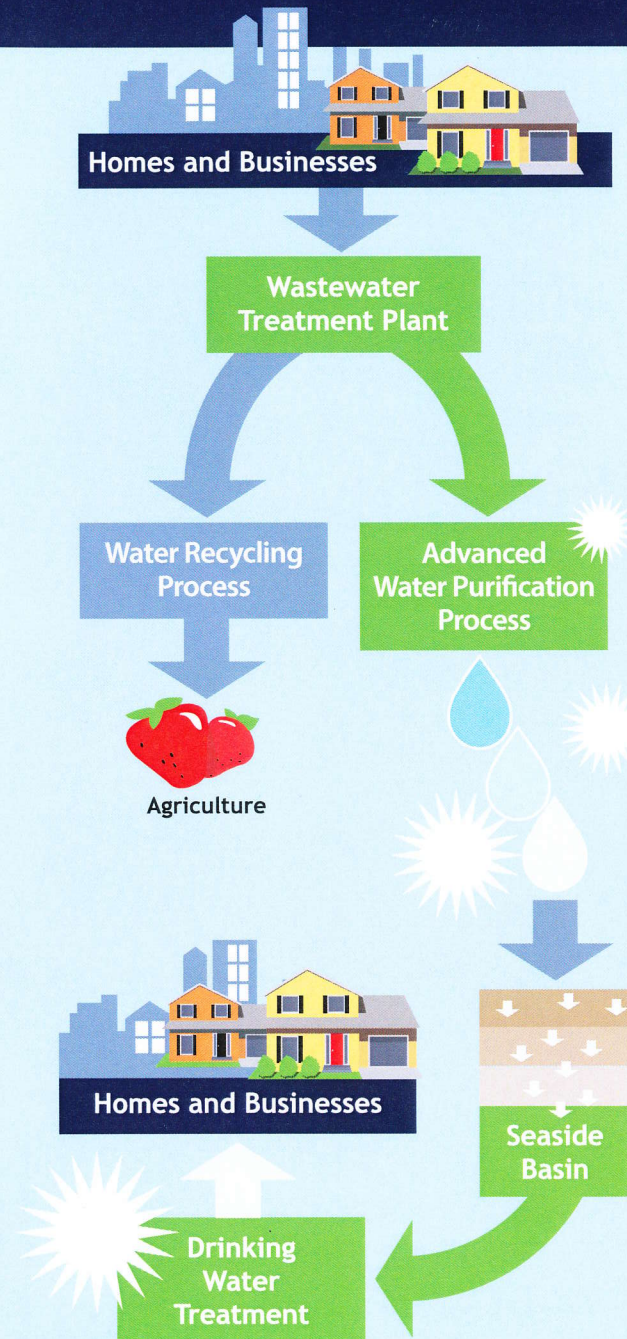 Homes and Businesses
Wastewater
Treatment Plant
Water Recycling
Process
Advanced
Water Purification
Process
Agriculture
Homes and Businesses
Seaside
Basin
Drinking
Water
Treatment